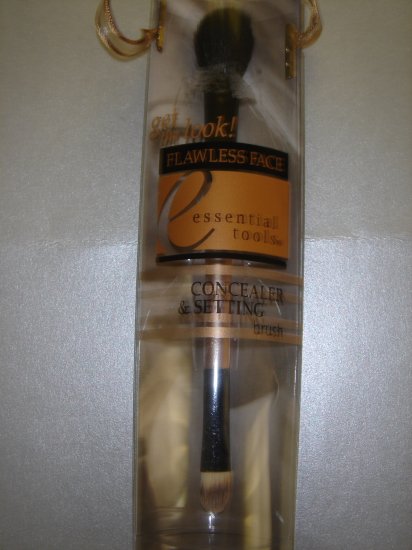 get
the look!
FLAWLESS FACE
essential
tools
CONCEALER
& SETTING
brush